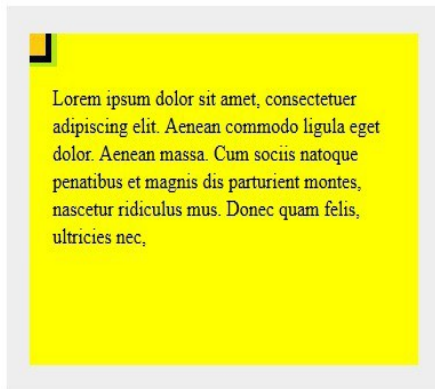 Lorem ipsum dolor sit amet, consectetuer
adipiscing elit. Aenean commodo ligula eget
dolor. Aenean massa. Cum sociis natoque
penatibus et magnis dis parturient montes,
nascetur ridiculus mus. Donec quam felis,
ultricies nec,